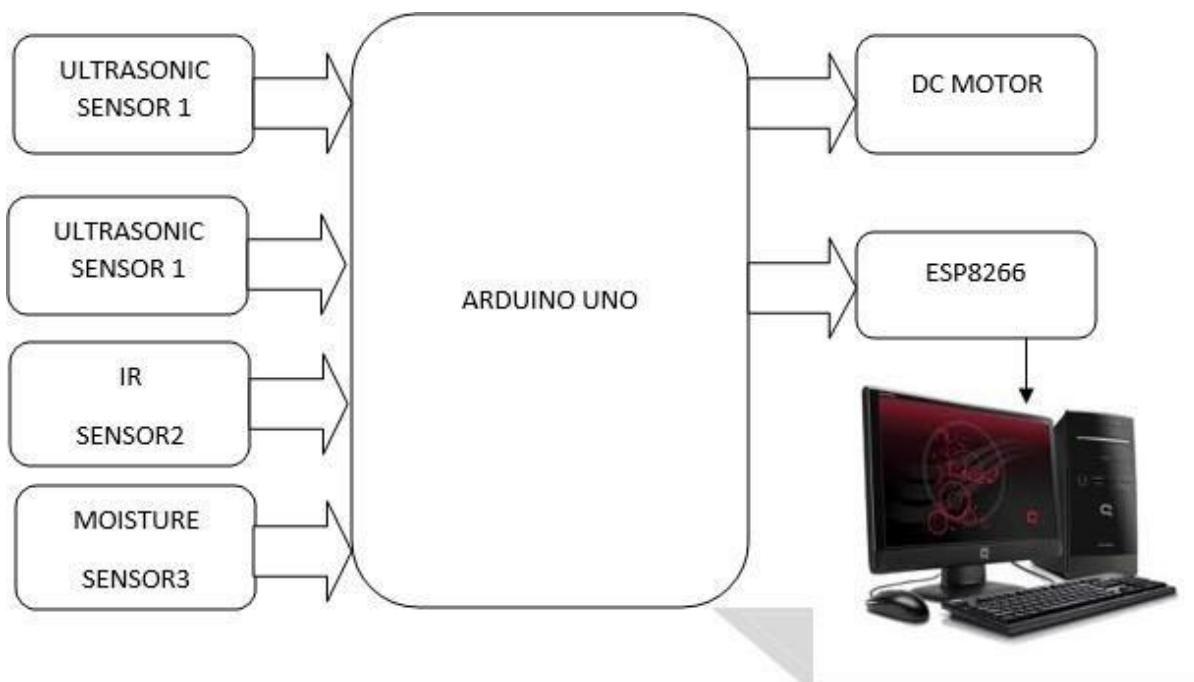 ULTRASONIC
SENSOR 1
ULTRASONIC
SENSOR 1
IR
SENSOR2
MOISTURE
SENSOR3
ARDUINO UNO
DC MOTOR
ESP8266